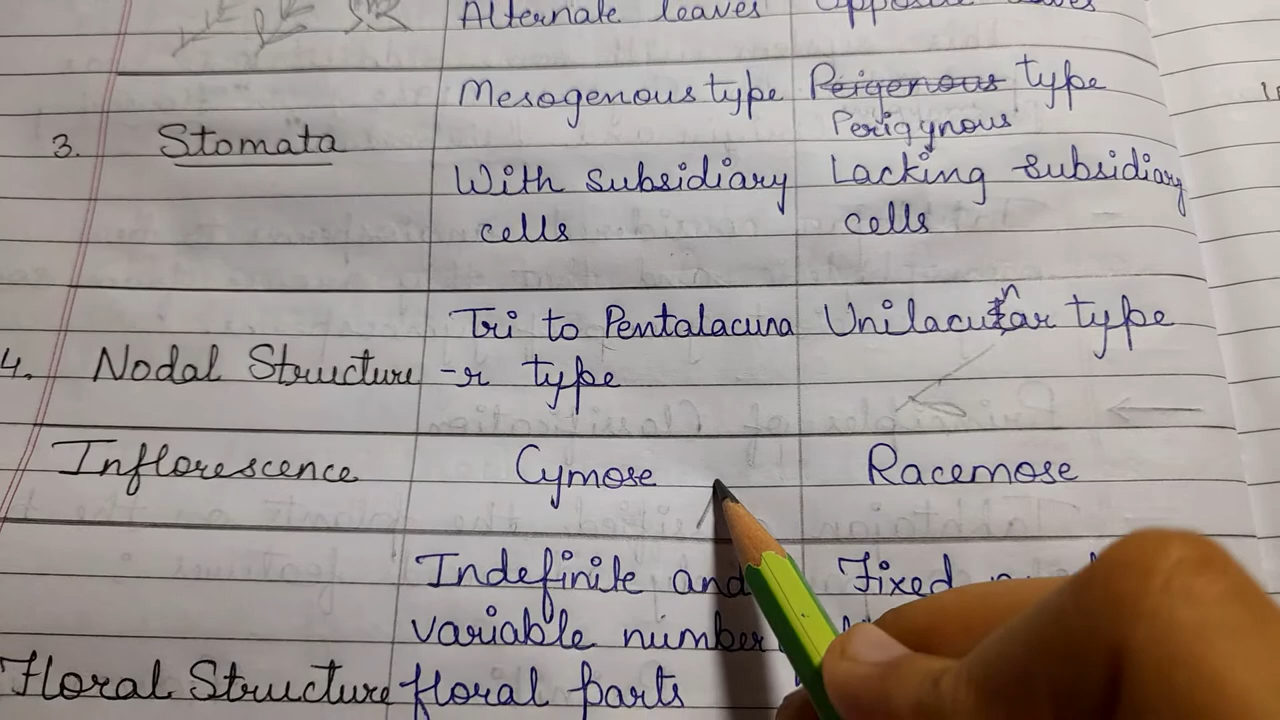 Alternate leaves
Mesogenous type Peigenous type
Perigynous
3. Stomata
With subsidiary Lacking subsidiary
cells cells
Tri to Pentalacuna Unilacunar type
4. Nodal Structure -r type
Inflorescence Cymose Racemose
Indefinite and Fixed
variable number
Floral Structure floral parts